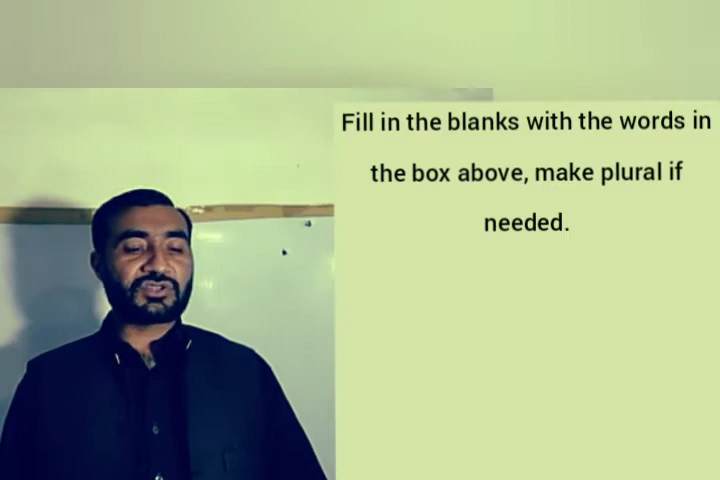 Fill in the blanks with the words in
the box above, make plural if
needed.